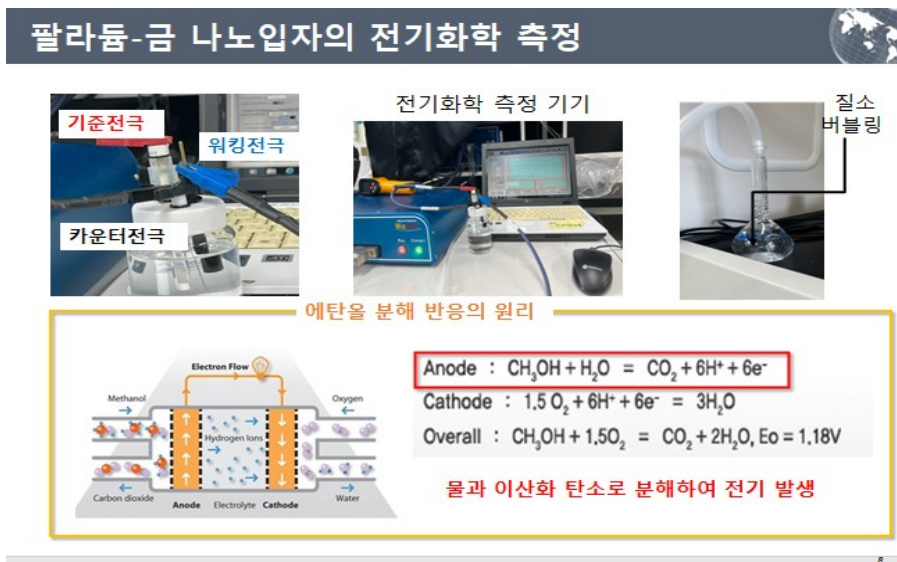 팔라듐-금 나노입자의 전기화학 측정
기준전극
워킹전극
카운터전극
전기화학 측정 기기
질소
버블링
에탄올 분해 반응의 원리
Electron Flow
Methanol
Oxygen
Hydrogen Ions
Carbon dioxide
Water
Anode
Electrolyte
Cathode
Anode : CH₃OH + H₂O = CO₂ + 6H⁺ + 6e⁻
Cathode : 1.5 O₂ + 6H⁺ + 6e⁻ = 3H₂O
Overall : CH₃OH + 1.5O₂ = CO₂ + 2H₂O, Eo = 1.18V
물과 이산화 탄소로 분해하여 전기 발생